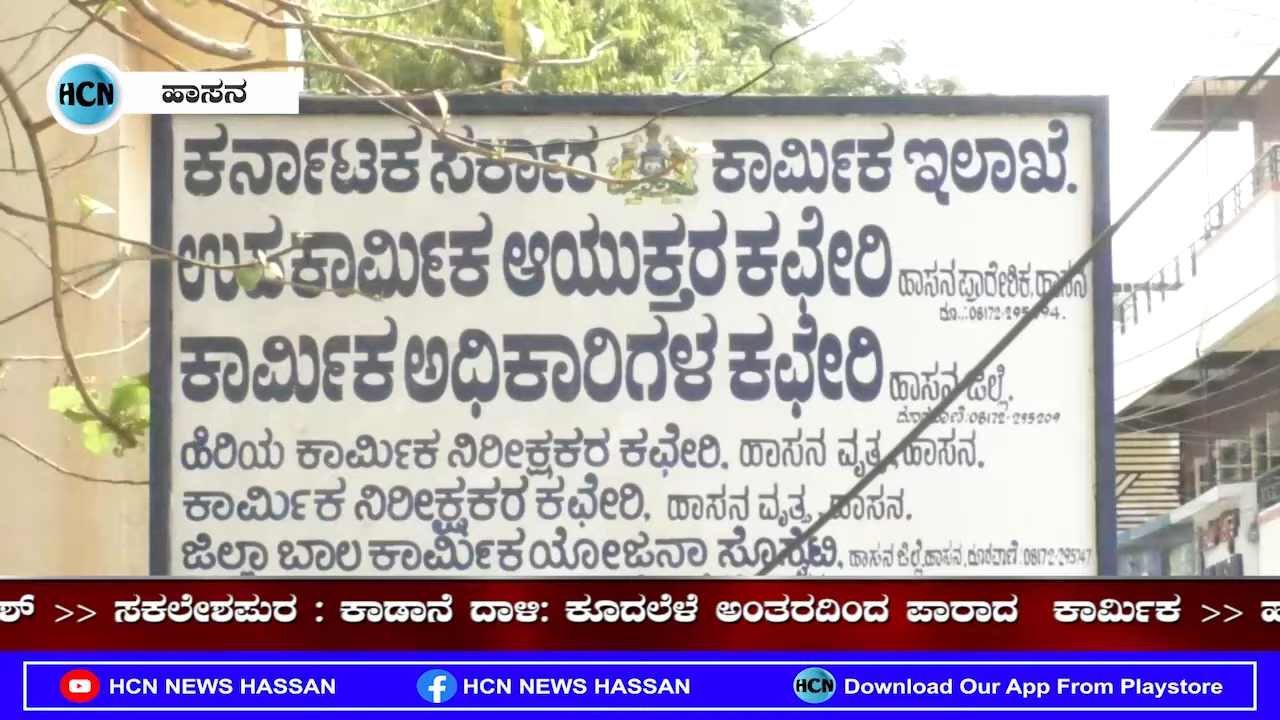 HCN ಹಾಸನ
ಕರ್ನಾಟಕ ಸರ್ಕಾರ ಕಾರ್ಮಿಕ ಇಲಾಖೆ.
ಉಪ ಕಾರ್ಮಿಕ ಆಯುಕ್ತರ ಕಛೇರಿ ಹಾಸನ ಪ್ರಾದೇಶಿಕ, ಹಾಸನ
ಕಾರ್ಮಿಕ ಅಧಿಕಾರಿಗಳ ಕಛೇರಿ ಹಾಸನ ಜಿಲ್ಲೆ.
ದೂರವಾಣಿ:08172-295209
ಹಿರಿಯ ಕಾರ್ಮಿಕ ನಿರೀಕ್ಷಕರ ಕಛೇರಿ. ಹಾಸನ ವೃತ್ತ, ಹಾಸನ.
ಕಾರ್ಮಿಕ ನಿರೀಕ್ಷಕರ ಕಛೇರಿ, ಹಾಸನ ವೃತ್ತ, ಹಾಸನ.
ಜಿಲ್ಲಾ ಬಾಲ ಕಾರ್ಮಿಕ ಯೋಜನಾ ಸೊಸೈಟಿ, ಹಾಸನ ಜಿಲ್ಲೆ, ಹಾಸನ, ದೂರವಾಣಿ:
>> ಸಕಲೇಶಪುರ : ಕಾಡಾನೆ ದಾಳಿ: ಕೂದಲೆಳೆ ಅಂತರದಿಂದ ಪಾರಾದ ಕಾರ್ಮಿಕ >>
HCN NEWS HASSAN HCN NEWS HASSAN HCN Download Our App From Playstore